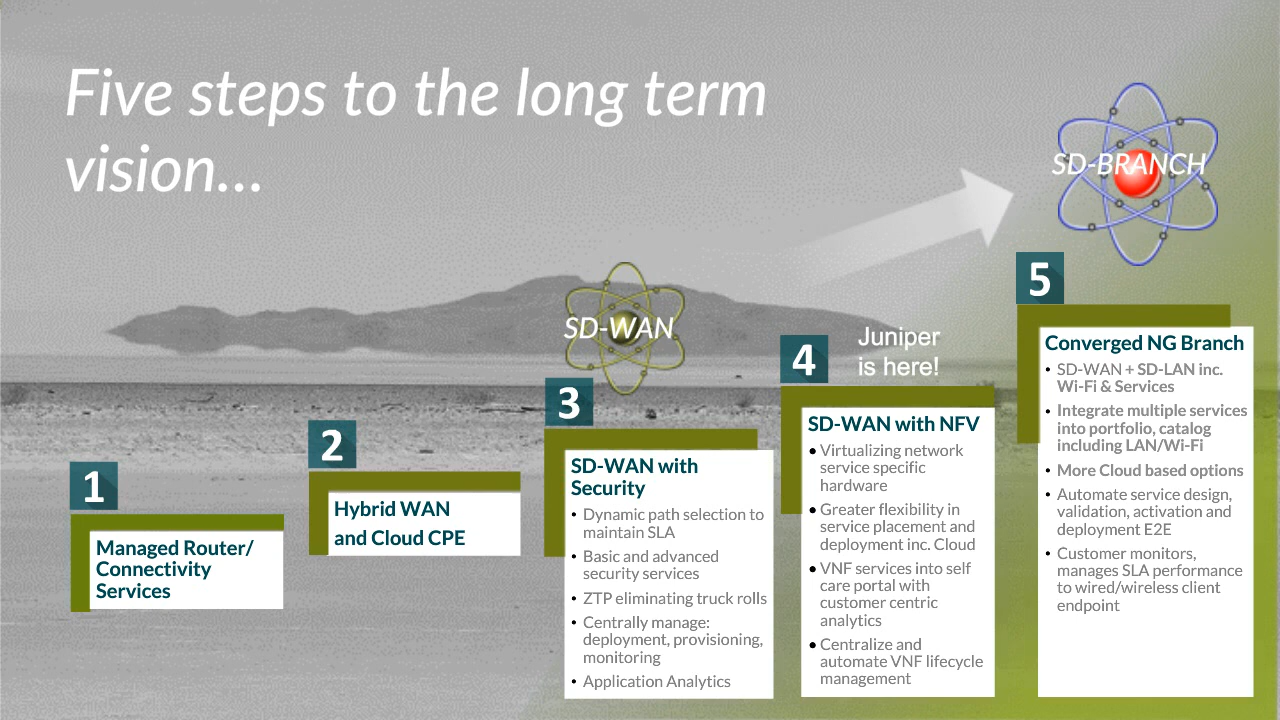 Five steps to the long term
vision...
SD-BRANCH
SD-WAN
Juniper
is here!
1
Managed Router/
Connectivity
Services
2
Hybrid WAN
and Cloud CPE
3
SD-WAN with
Security
• Dynamic path selection to
maintain SLA
• Basic and advanced
security services
• ZTP eliminating truck rolls
• Centrally manage:
deployment, provisioning,
monitoring
• Application Analytics
4
SD-WAN with NFV
• Virtualizing network
service specific
hardware
• Greater flexibility in
service placement and
deployment inc. Cloud
• VNF services into self
care portal with
customer centric
analytics
• Centralize and
automate VNF lifecycle
management
5
Converged NG Branch
• SD-WAN + SD-LAN inc.
Wi-Fi & Services
• Integrate multiple services
into portfolio, catalog
including LAN/Wi-Fi
• More Cloud based options
• Automate service design,
validation, activation and
deployment E2E
• Customer monitors,
manages SLA performance
to wired/wireless client
endpoint